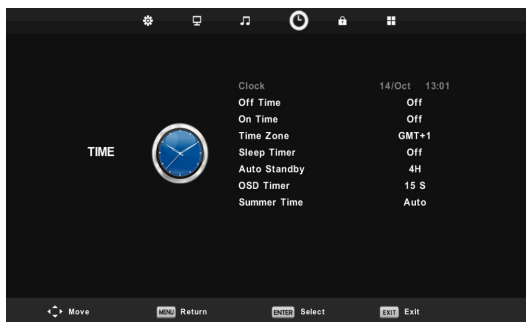 Clock 14/Oct 13:01
Off Time Off
On Time Off
Time Zone GMT+1
TIME
Sleep Timer Off
Auto Standby 4H
OSD Timer 15 S
Summer Time Auto
Move MENU Return ENTER Select EXIT Exit